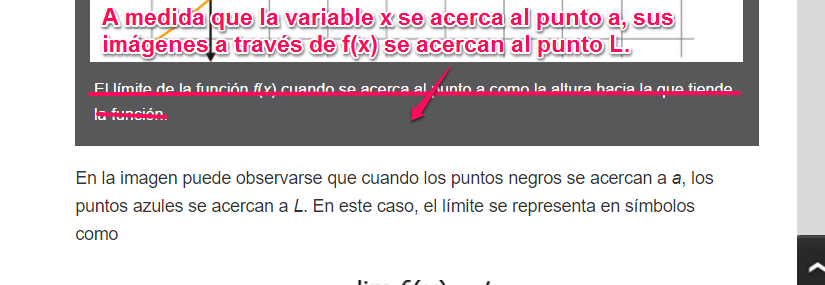 A medida que la variable x se acerca al punto a, sus
imágenes a través de f(x) se acercan al punto L.
El límite de la función f(x) cuando se acerca al punto a como la altura hacia la que tiende
la función.
En la imagen puede observarse que cuando los puntos negros se acercan a a, los
puntos azules se acercan a L. En este caso, el límite se representa en símbolos
como